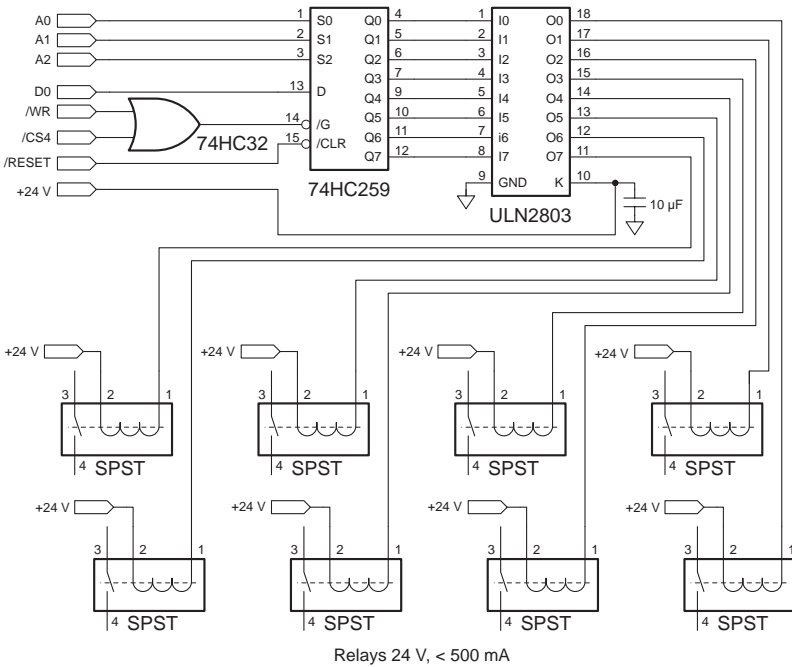 A0 1 S0 Q0 4 1 I0 O0 18
A1 2 S1 Q1 5 2 I1 O1 17
A2 3 S2 Q2 6 3 I2 O2 16
Q3 7 4 I3 O3 15
D0 13 D Q4 9 5 I4 O4 14
/WR Q5 10 6 I5 O5 13
14 /G Q6 11 7 i6 O6 12
/CS4 74HC32 15 /CLR Q7 12 8 I7 O7 11
/RESET
+24 V 74HC259 9 GND K 10
10 µF
ULN2803
+24 V +24 V +24 V +24 V
3 2 1 3 2 1 3 2 1 3 2 1
4 SPST 4 SPST 4 SPST 4 SPST
+24 V +24 V +24 V +24 V
3 2 1 3 2 1 3 2 1 3 2 1
4 SPST 4 SPST 4 SPST 4 SPST
Relays 24 V, < 500 mA